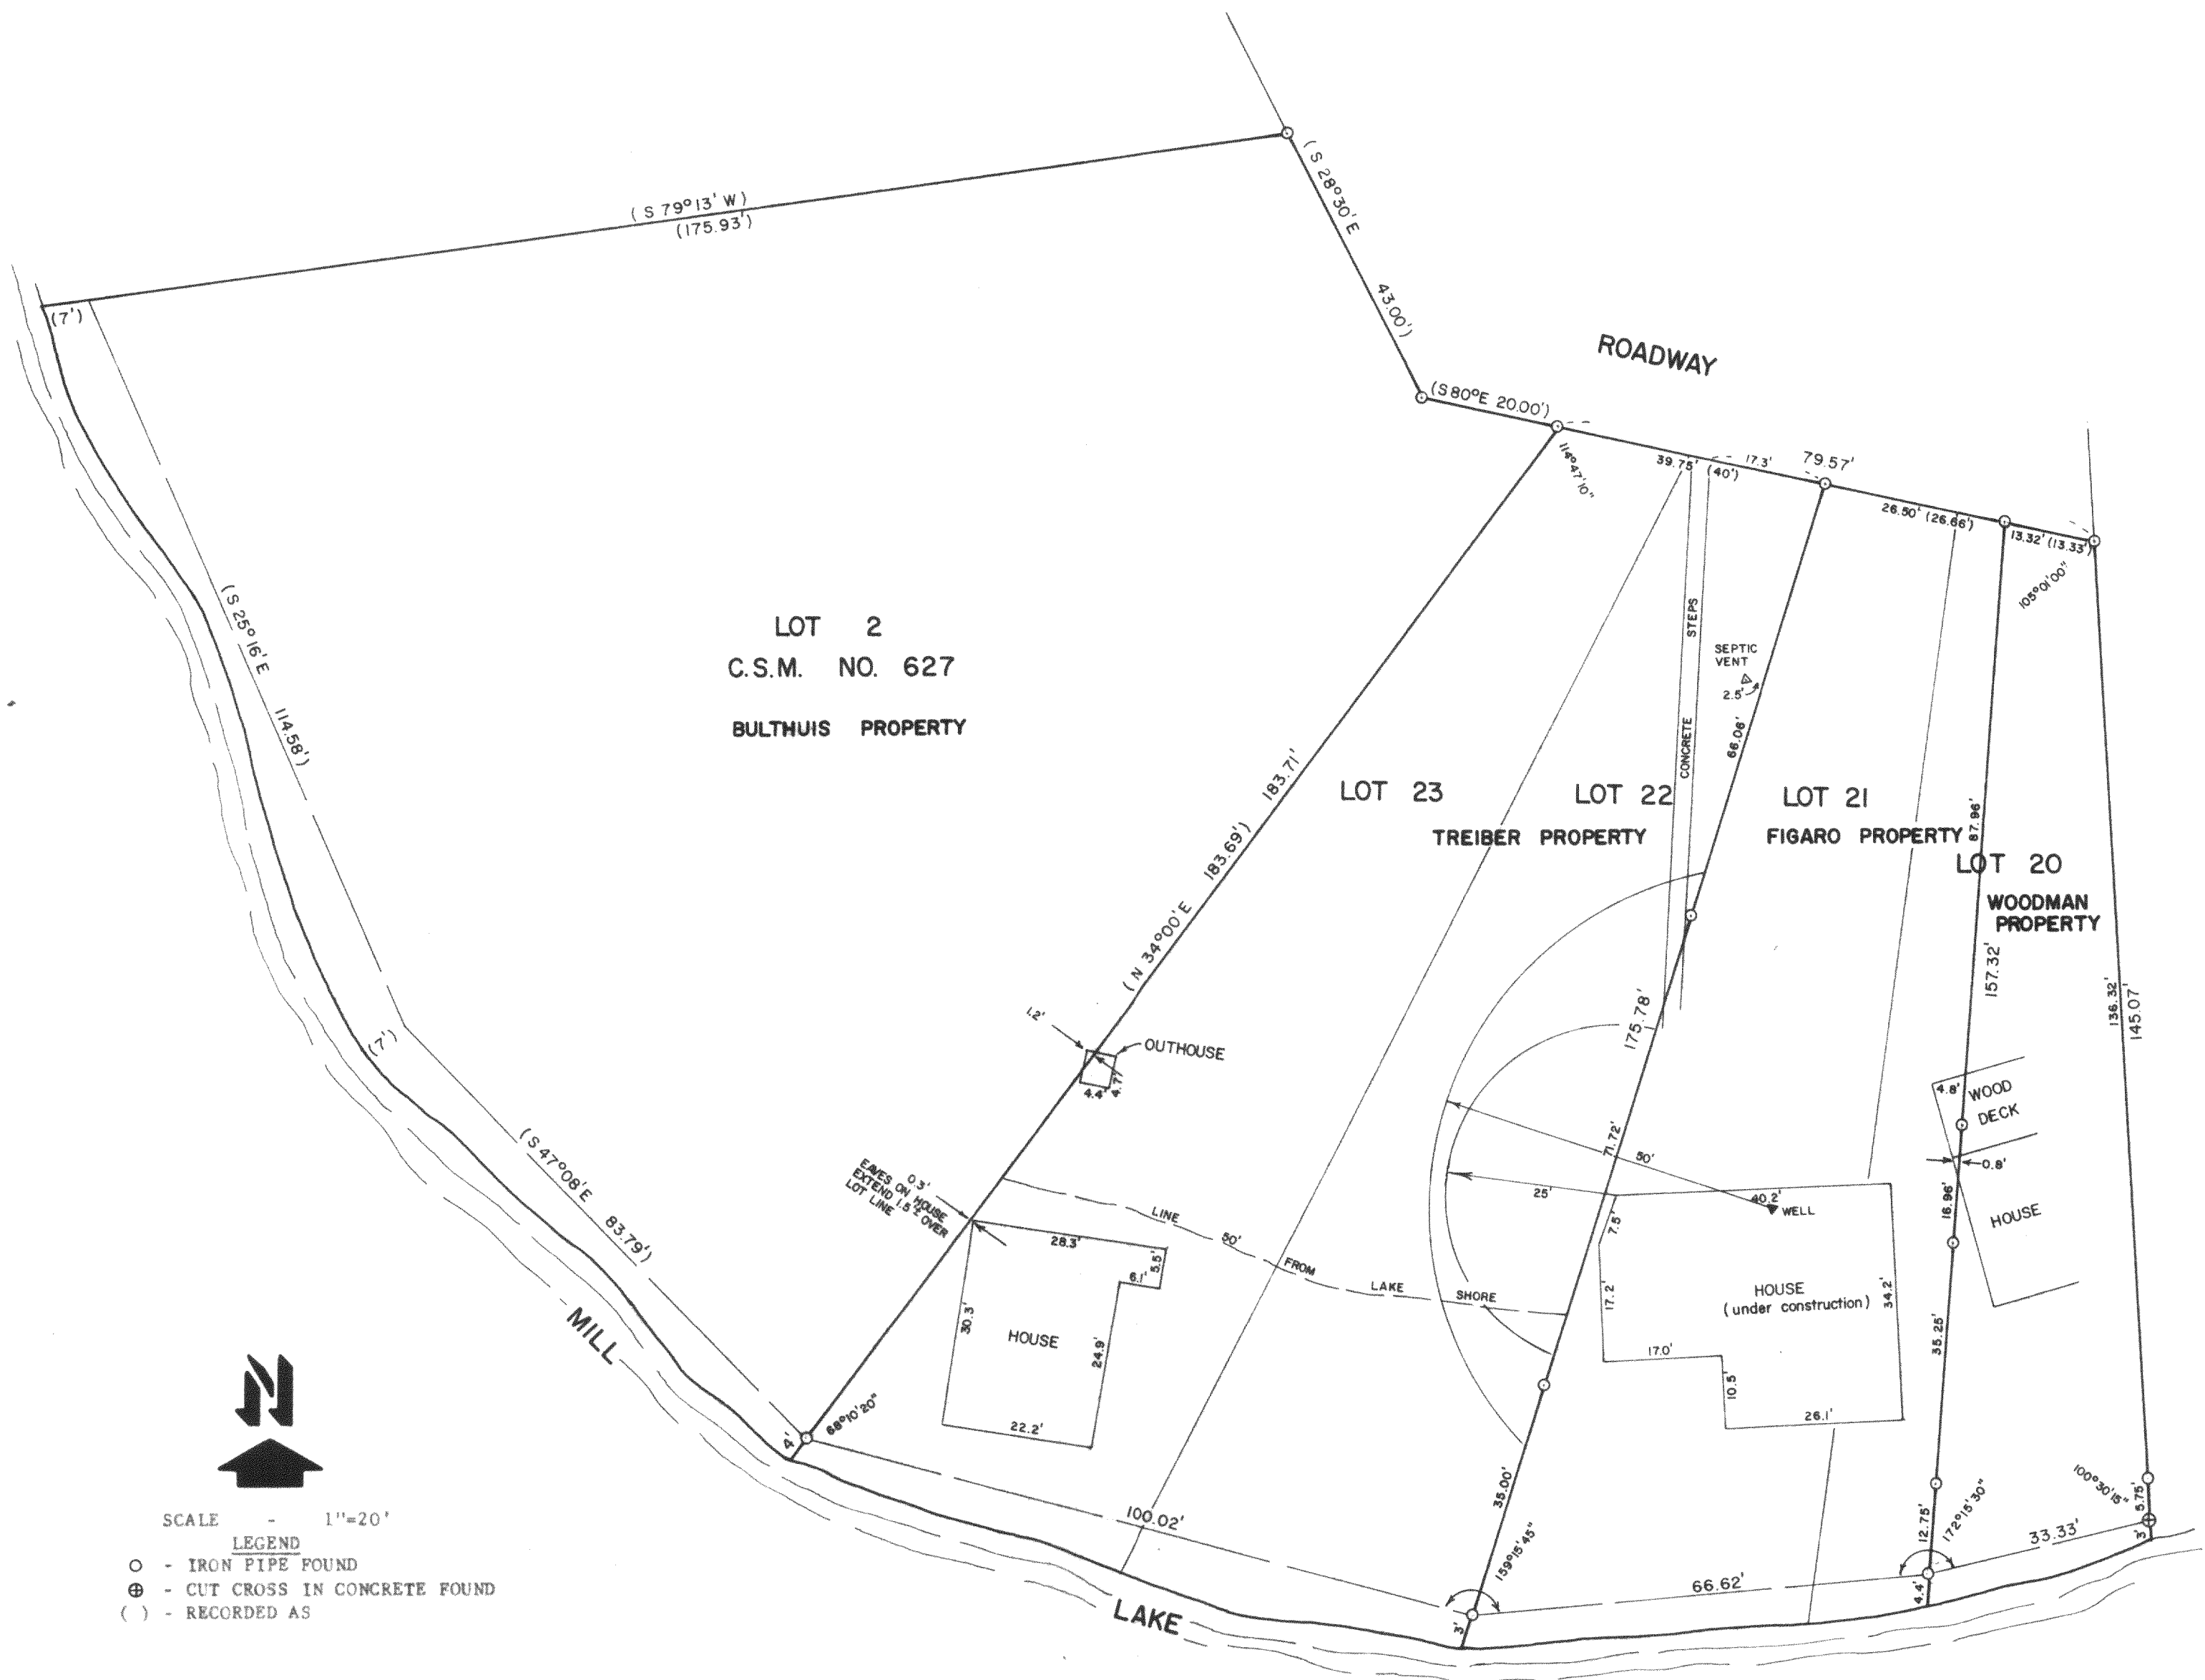 ( S 79°13' W)
(175.93')
(7')
( S 28°30' E
43.00')
ROADWAY
(S 80°E 20.00')
114°47'10"
39.75' (40')
17.3'
79.57'
26.50' (26.66')
13.32' (13.33')
105°01'00"
( S 25°16' E
114.58')
LOT 2
C.S.M. NO. 627
BULTHUIS PROPERTY
STEPS
CONCRETE
SEPTIC
VENT
2.5'
66.06'
183.71'
183.69')
( N 34°00' E
LOT 23
LOT 22
TREIBER PROPERTY
LOT 21
FIGARO PROPERTY
87.96'
LOT 20
WOODMAN
PROPERTY
157.32'
136.32'
145.07'
175.78'
(7')
1.2'
OUTHOUSE
4.4'
4.7'
4.8'
WOOD
DECK
0.8'
( S 47°08' E
83.79')
0.3'
EAVES ON HOUSE
EXTEND 1.5'± OVER
LOT LINE
LINE
50'
FROM
LAKE
SHORE
71.72'
50'
25'
7.5'
40.2'
WELL
16.96'
HOUSE
28.3'
5.5'
6.1'
30.3'
HOUSE
24.9'
22.2'
17.2'
HOUSE
( under construction)
34.2'
17.0'
10.5'
26.1'
35.25'
MILL
4'
68°10'20"
35.00'
100.02'
159°15'45"
12.75'
172°15'30"
100°30'15"
5.75'
3'
33.33'
66.62'
4.4'
3'
LAKE
N
SCALE - 1"=20'
LEGEND
O - IRON PIPE FOUND
⊕ - CUT CROSS IN CONCRETE FOUND
( ) - RECORDED AS